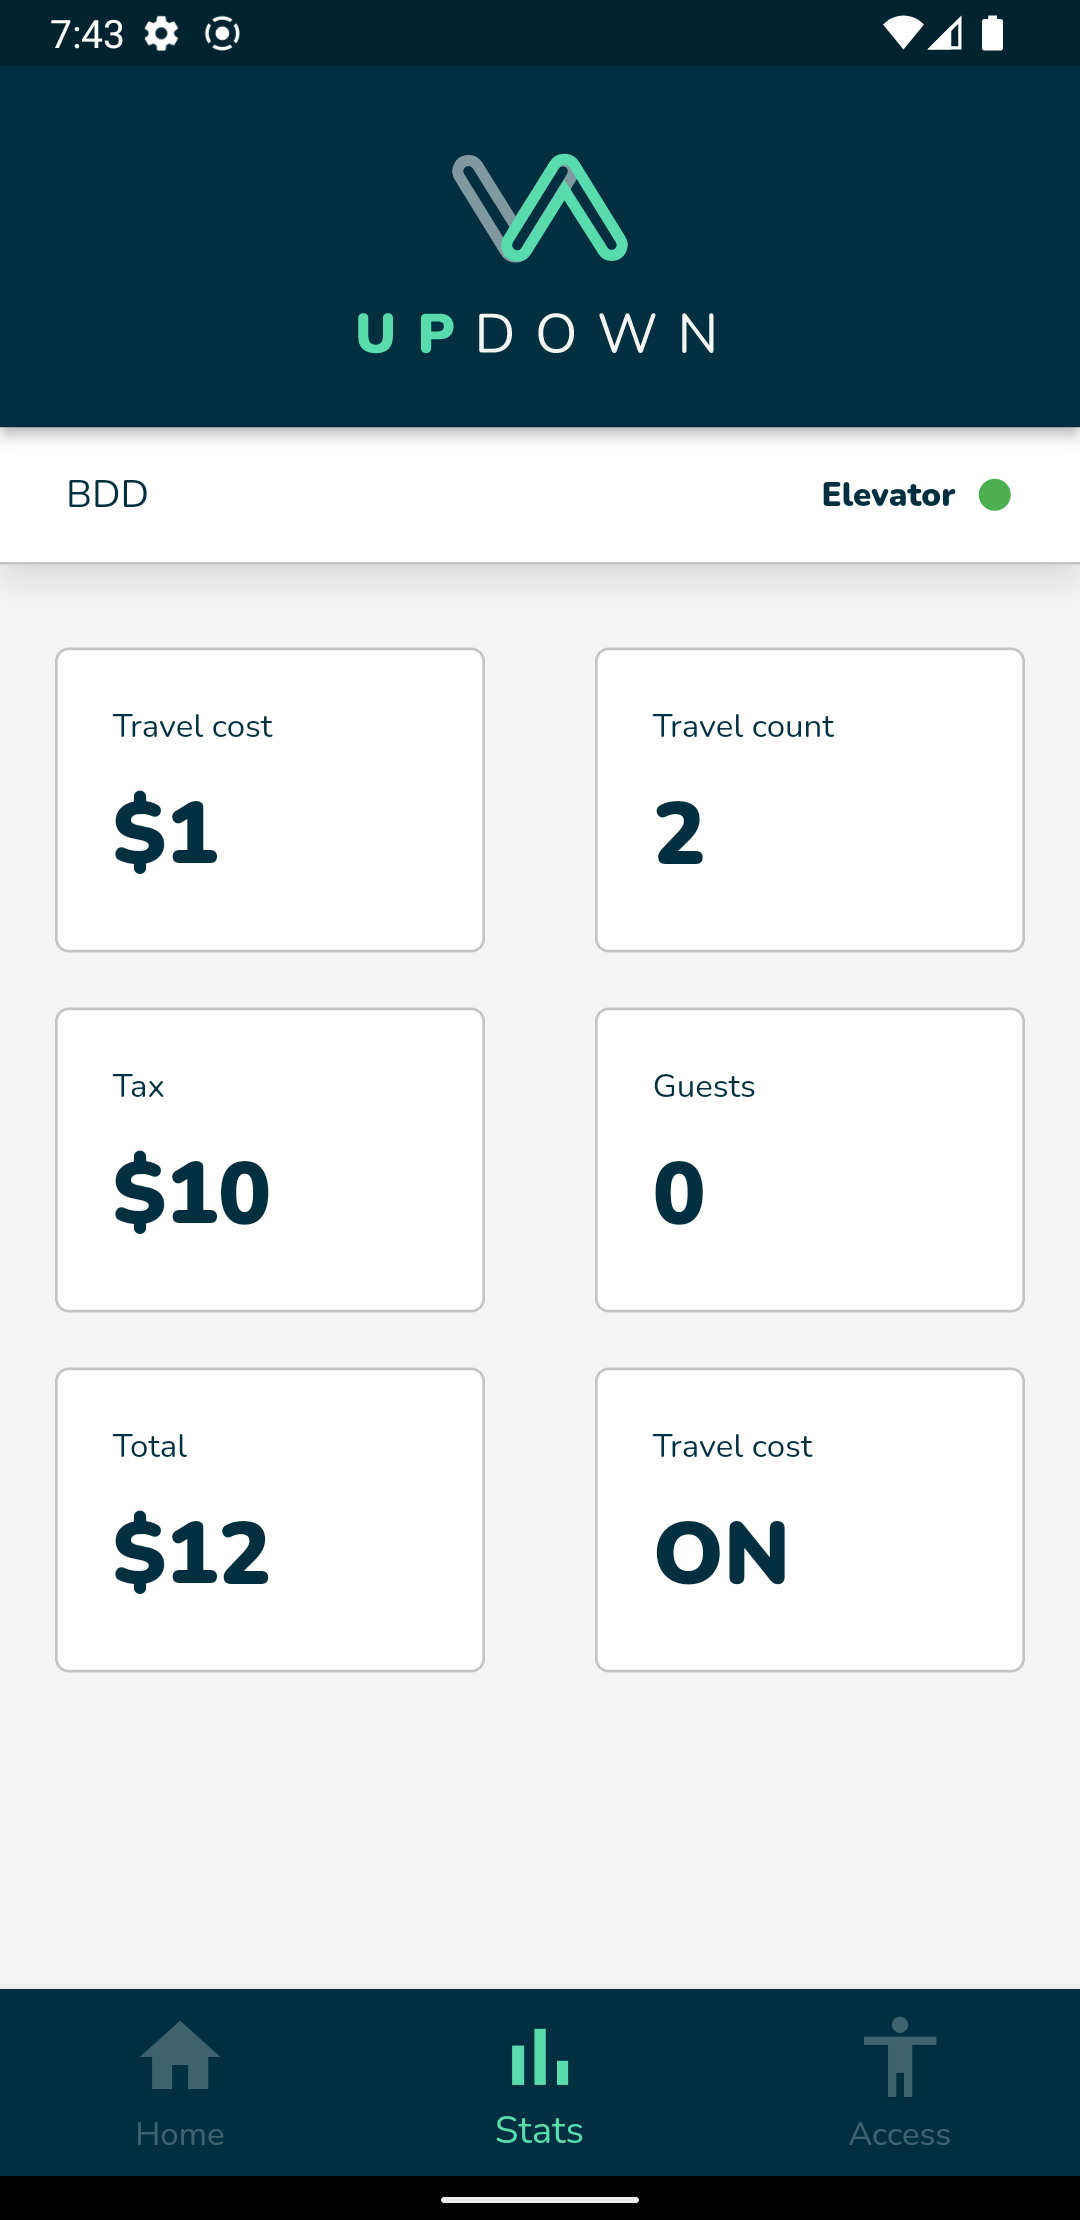 7:43
UPDOWN
BDD
Elevator
Travel cost
$1
Travel count
2
Tax
$10
Guests
0
Total
$12
Travel cost
ON
Home
Stats
Access